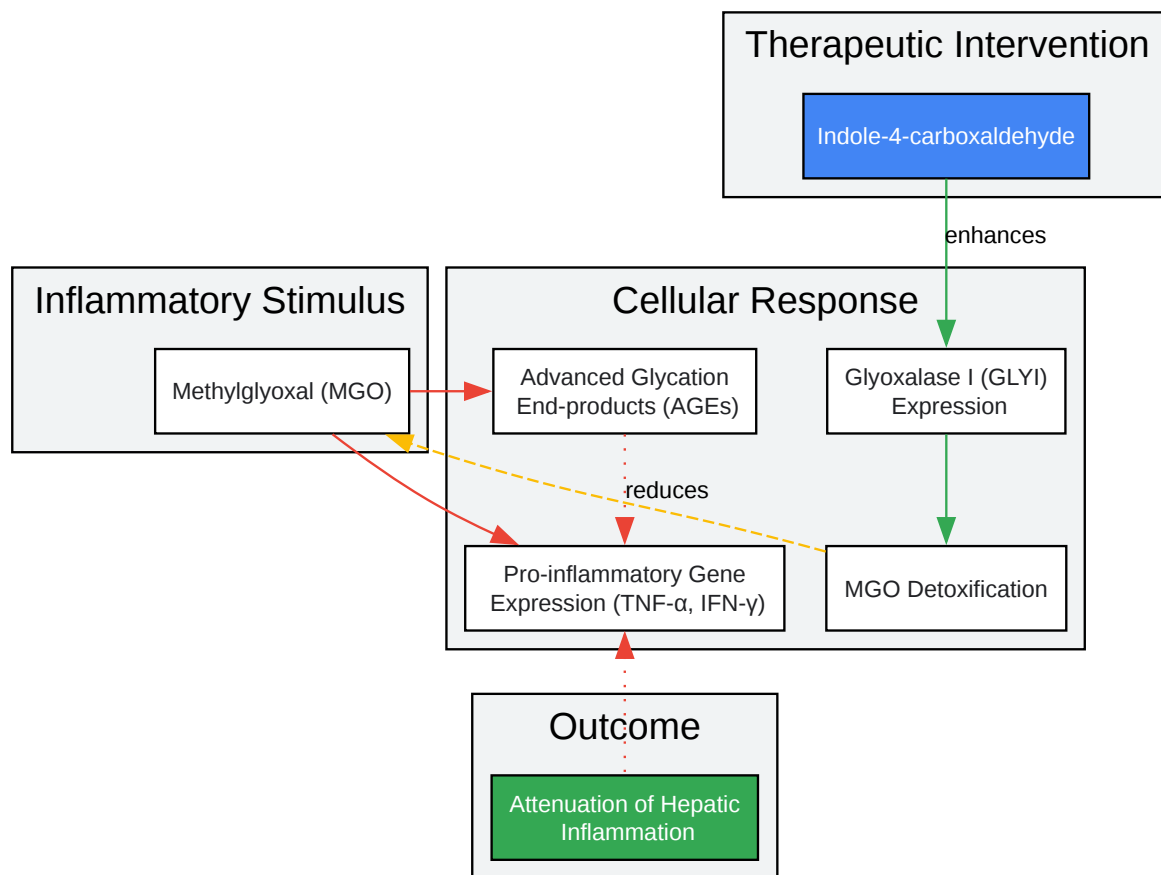 Therapeutic Intervention
Indole-4-carboxaldehyde
enhances
Inflammatory Stimulus
Methylglyoxal (MGO)
Cellular Response
Advanced Glycation
End-products (AGEs)
Glyoxalase I (GLYI)
Expression
reduces
Pro-inflammatory Gene
Expression (TNF-α, IFN-γ)
MGO Detoxification
Outcome
Attenuation of Hepatic
Inflammation